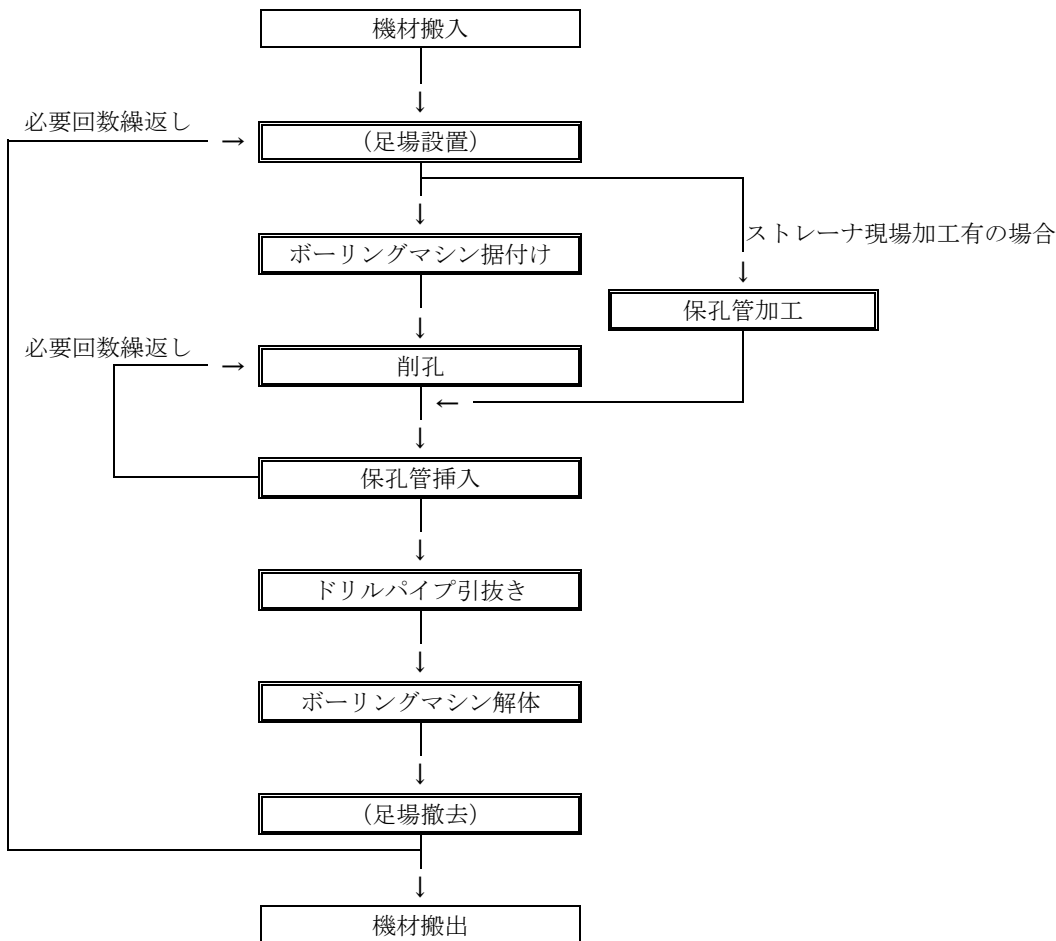 機材搬入
↓
必要回数繰返し
→
（足場設置）
↓
ストレーナ現場加工有の場合
ボーリングマシン据付け
↓
保孔管加工
↓
必要回数繰返し
→
削孔
←
↓
保孔管挿入
↓
ドリルパイプ引抜き
↓
ボーリングマシン解体
↓
（足場撤去）
↓
機材搬出